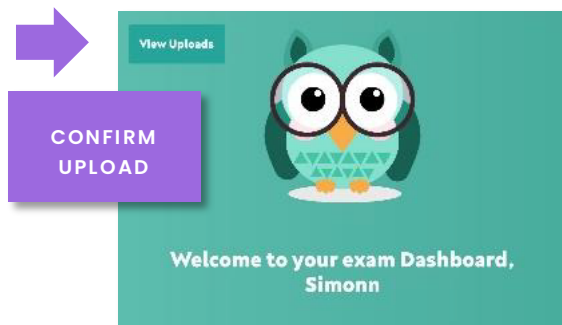 View Uploads
CONFIRM
UPLOAD
Welcome to your exam Dashboard,
Simonn